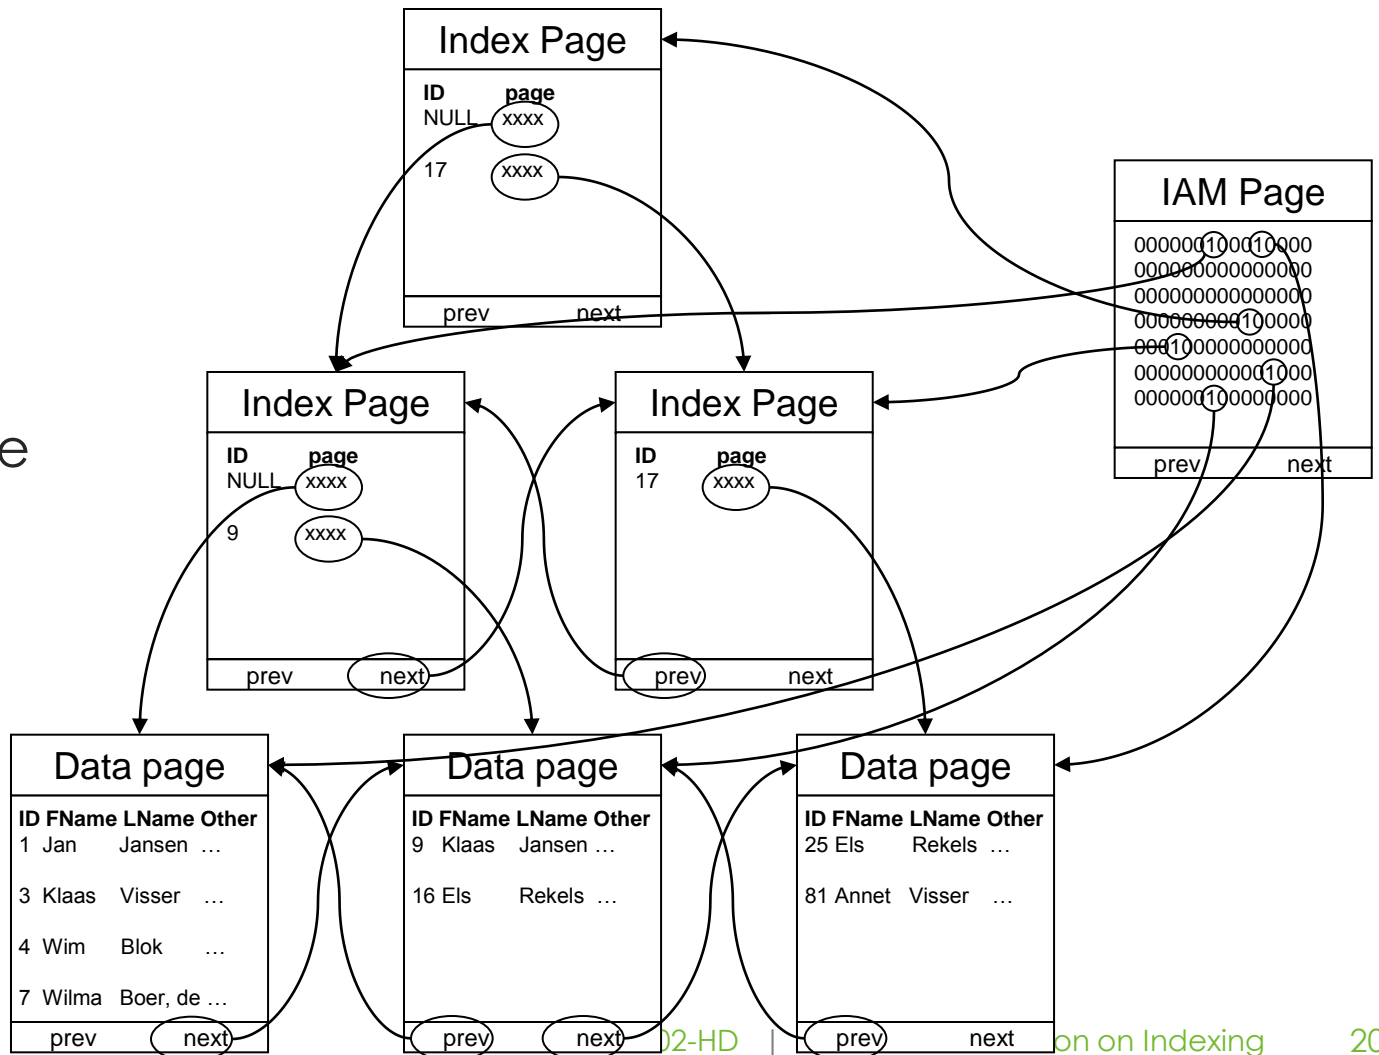 Index Page
ID page
NULL xxxx
17 xxxx
prev next
IAM Page
000000100010000
000000000000000
000000000000000
000000000100000
000100000000000
000000000001000
000000100000000
prev next
e
Index Page
ID page
NULL xxxx
9 xxxx
prev next
Index Page
ID page
17 xxxx
prev next
Data page
ID FName LName Other
1 Jan Jansen …
3 Klaas Visser …
4 Wim Blok …
7 Wilma Boer, de …
prev next
Data page
ID FName LName Other
9 Klaas Jansen …
16 Els Rekels …
prev next
Data page
ID FName LName Other
25 Els Rekels …
81 Annet Visser …
prev next
02-HD | on on Indexing 20